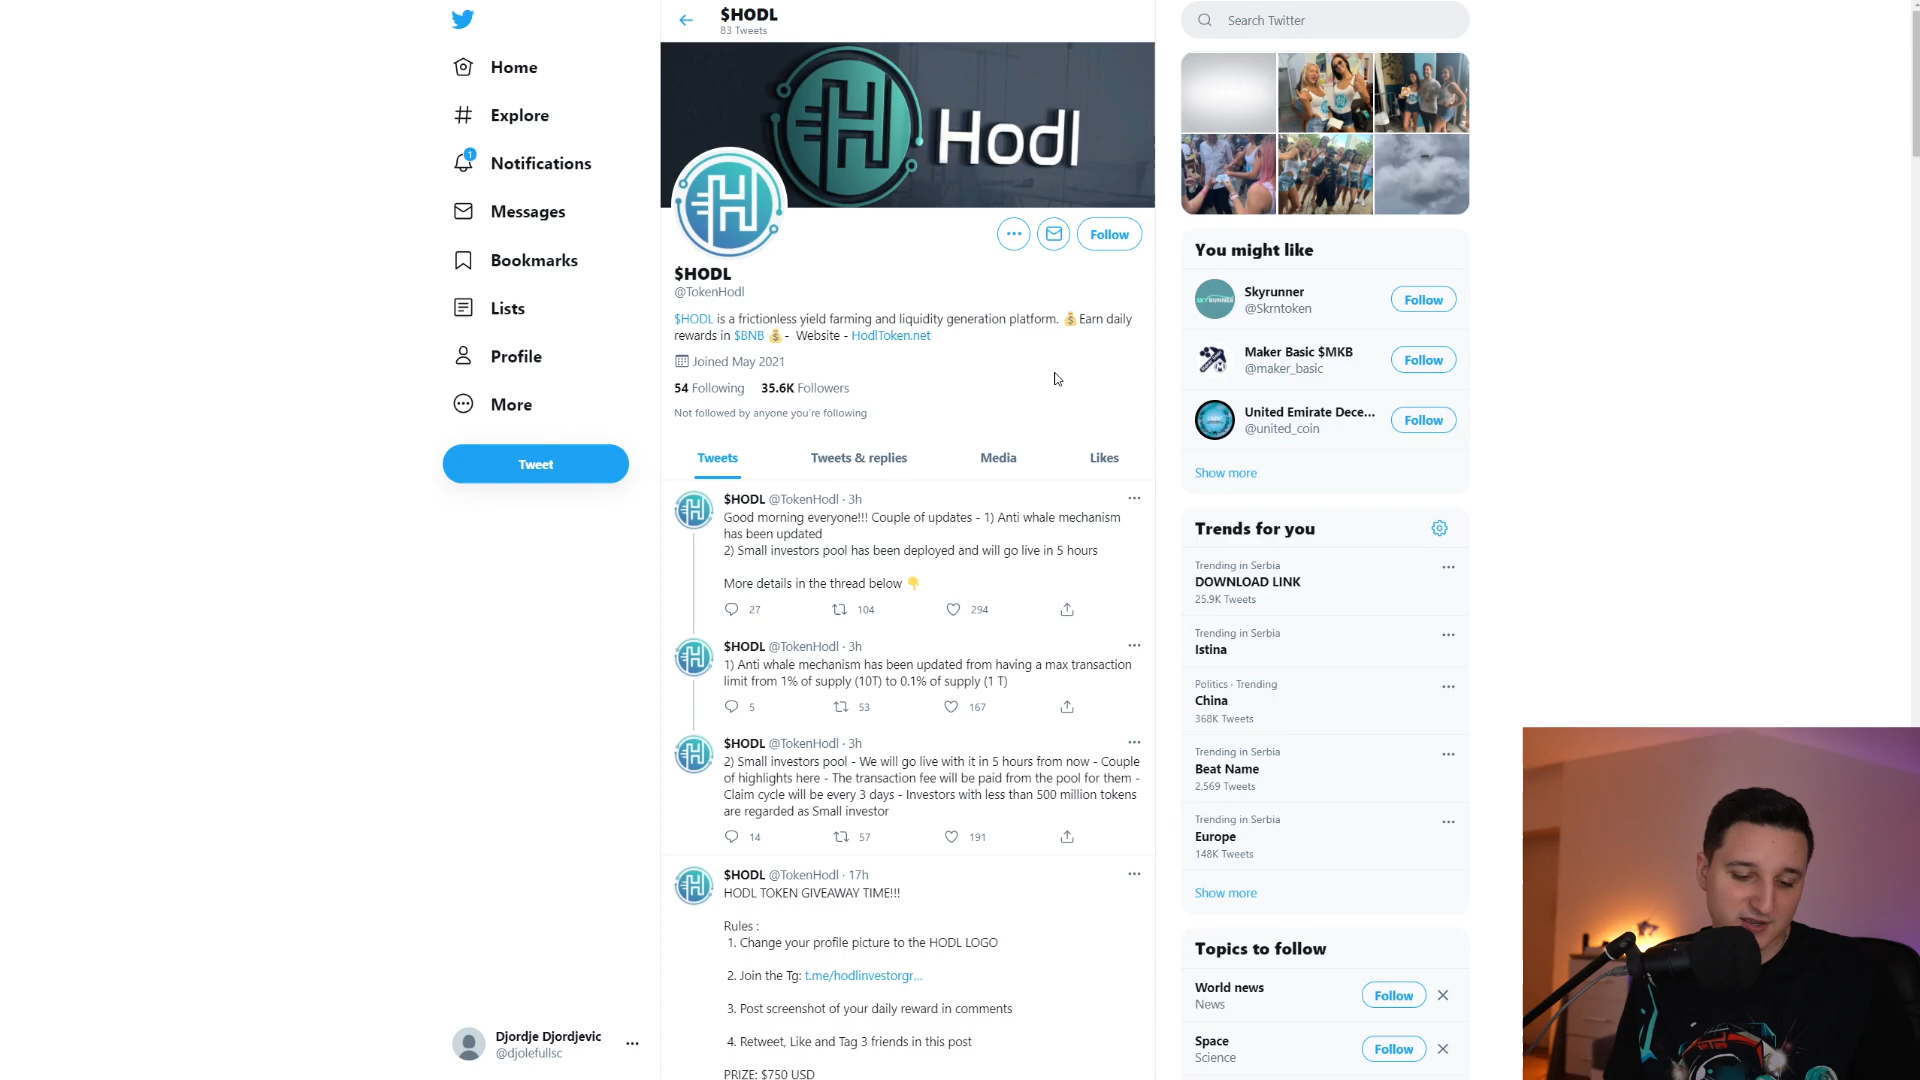 $HODL
83 Tweets
Search Twitter
Home
Explore
1
Notifications
Messages
Bookmarks
Lists
Profile
More
Tweet
Djordje Djordjevic
@djolefullsc
Hodl
Follow
$HODL
@TokenHodl
$HODL is a frictionless yield farming and liquidity generation platform. 💰Earn daily
rewards in $BNB 💰- Website - HodlToken.net
Joined May 2021
54 Following 35.6K Followers
Not followed by anyone you're following
Tweets Tweets & replies Media Likes
$HODL @TokenHodl · 3h
Good morning everyone!!! Couple of updates - 1) Anti whale mechanism
has been updated
2) Small investors pool has been deployed and will go live in 5 hours
More details in the thread below 👇
27 104 294
$HODL @TokenHodl · 3h
1) Anti whale mechanism has been updated from having a max transaction
limit from 1% of supply (10T) to 0.1% of supply (1 T)
5 53 167
$HODL @TokenHodl · 3h
2) Small investors pool - We will go live with it in 5 hours from now - Couple
of highlights here - The transaction fee will be paid from the pool for them -
Claim cycle will be every 3 days - Investors with less than 500 million tokens
are regarded as Small investor
14 57 191
$HODL @TokenHodl · 17h
HODL TOKEN GIVEAWAY TIME!!!
Rules :
1. Change your profile picture to the HODL LOGO
2. Join the Tg: t.me/hodlinvestorgr...
3. Post screenshot of your daily reward in comments
4. Retweet, Like and Tag 3 friends in this post
PRIZE: $750 USD
You might like
SKYRUNNER
Skyrunner
@Skrntoken
Follow
Maker Basic $MKB
@maker_basic
Follow
United Emirate Dece...
@united_coin
Follow
Show more
Trends for you
Trending in Serbia
DOWNLOAD LINK
25.9K Tweets
Trending in Serbia
Istina
Politics · Trending
China
368K Tweets
Trending in Serbia
Beat Name
2,569 Tweets
Trending in Serbia
Europe
148K Tweets
Show more
Topics to follow
World news
News
Follow
Space
Science
Follow